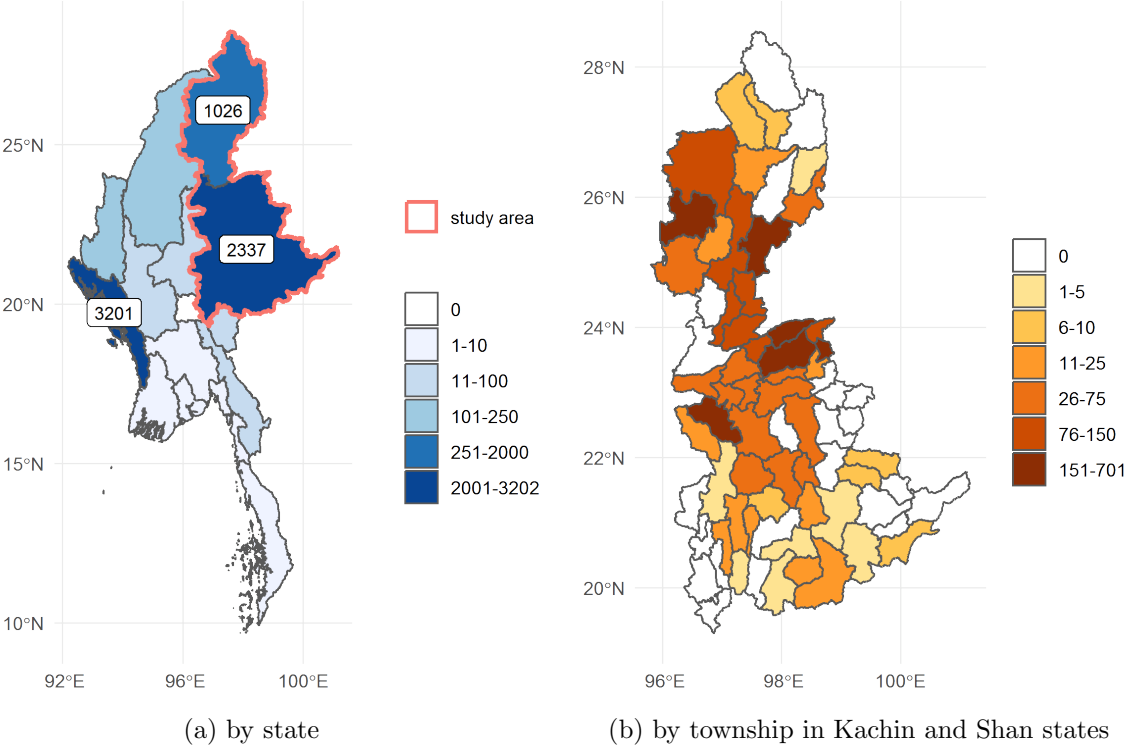 25°N
20°N
15°N
10°N
92°E
96°E
100°E
1026
2337
3201
study area
0
1-10
11-100
101-250
251-2000
2001-3202
(a) by state
28°N
26°N
24°N
22°N
20°N
96°E
98°E
100°E
0
1-5
6-10
11-25
26-75
76-150
151-701
(b) by township in Kachin and Shan states